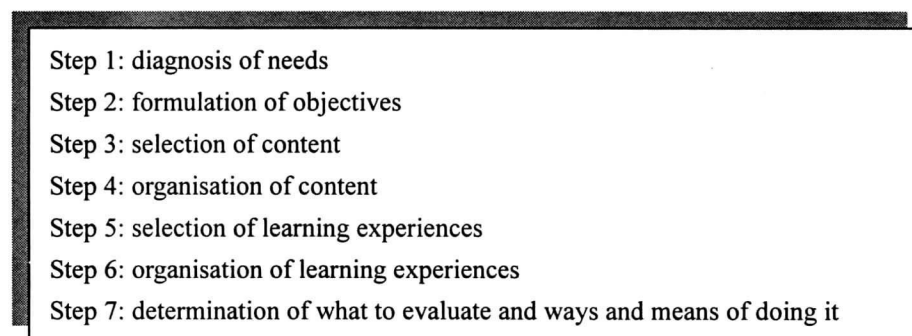 Step 1: diagnosis of needs
Step 2: formulation of objectives
Step 3: selection of content
Step 4: organisation of content
Step 5: selection of learning experiences
Step 6: organisation of learning experiences
Step 7: determination of what to evaluate and ways and means of doing it